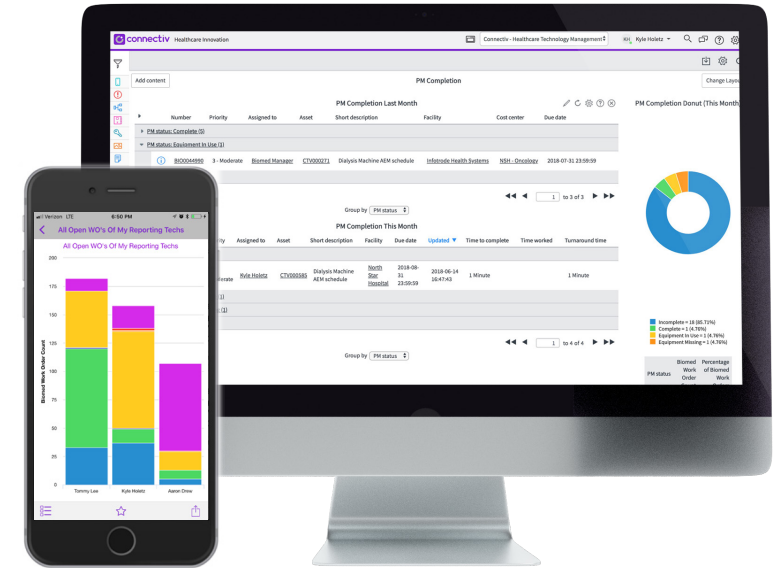 connectiv Healthcare Innovation
Connectiv - Healthcare Technology Management
KH Kyle Holetz
Add content
PM Completion
Change Layou
PM Completion Last Month
PM Completion Donut (This Month)
Number Priority Assigned to Asset Short description Facility Cost center Due date
PM status: Complete (5)
PM status: Equipment In Use (1)
BIO0044990 3 - Moderate Biomed Manager CTV000271 Dialysis Machine AEM schedule Infotrode Health Systems NSH - Oncology 2018-07-31 23:59:59
1 to 3 of 3
Group by PM status
PM Completion This Month
ity Assigned to Asset Short description Facility Due date Updated Time to complete Time worked Turnaround time
oderate Kyle Holetz CTV000585 Dialysis Machine AEM schedule North Star Hospital 2018-08-31 23:59:59 2018-06-14 16:47:43 1 Minute 1 Minute
(1)
(1)
1 to 4 of 4
Group by PM status
Incomplete = 18 (85.71%)
Complete = 1 (4.76%)
Equipment In Use = 1 (4.76%)
Equipment Missing = 1 (4.76%)
PM status
Biomed Work Order
Percentage of Biomed Work
Verizon LTE 6:50 PM
All Open WO's Of My Reporting Techs
All Open WO's Of My Reporting Techs
Biomed Work Order Count
200
175
150
125
100
75
50
25
0
Tommy Lee Kyle Holetz Aaron Drew